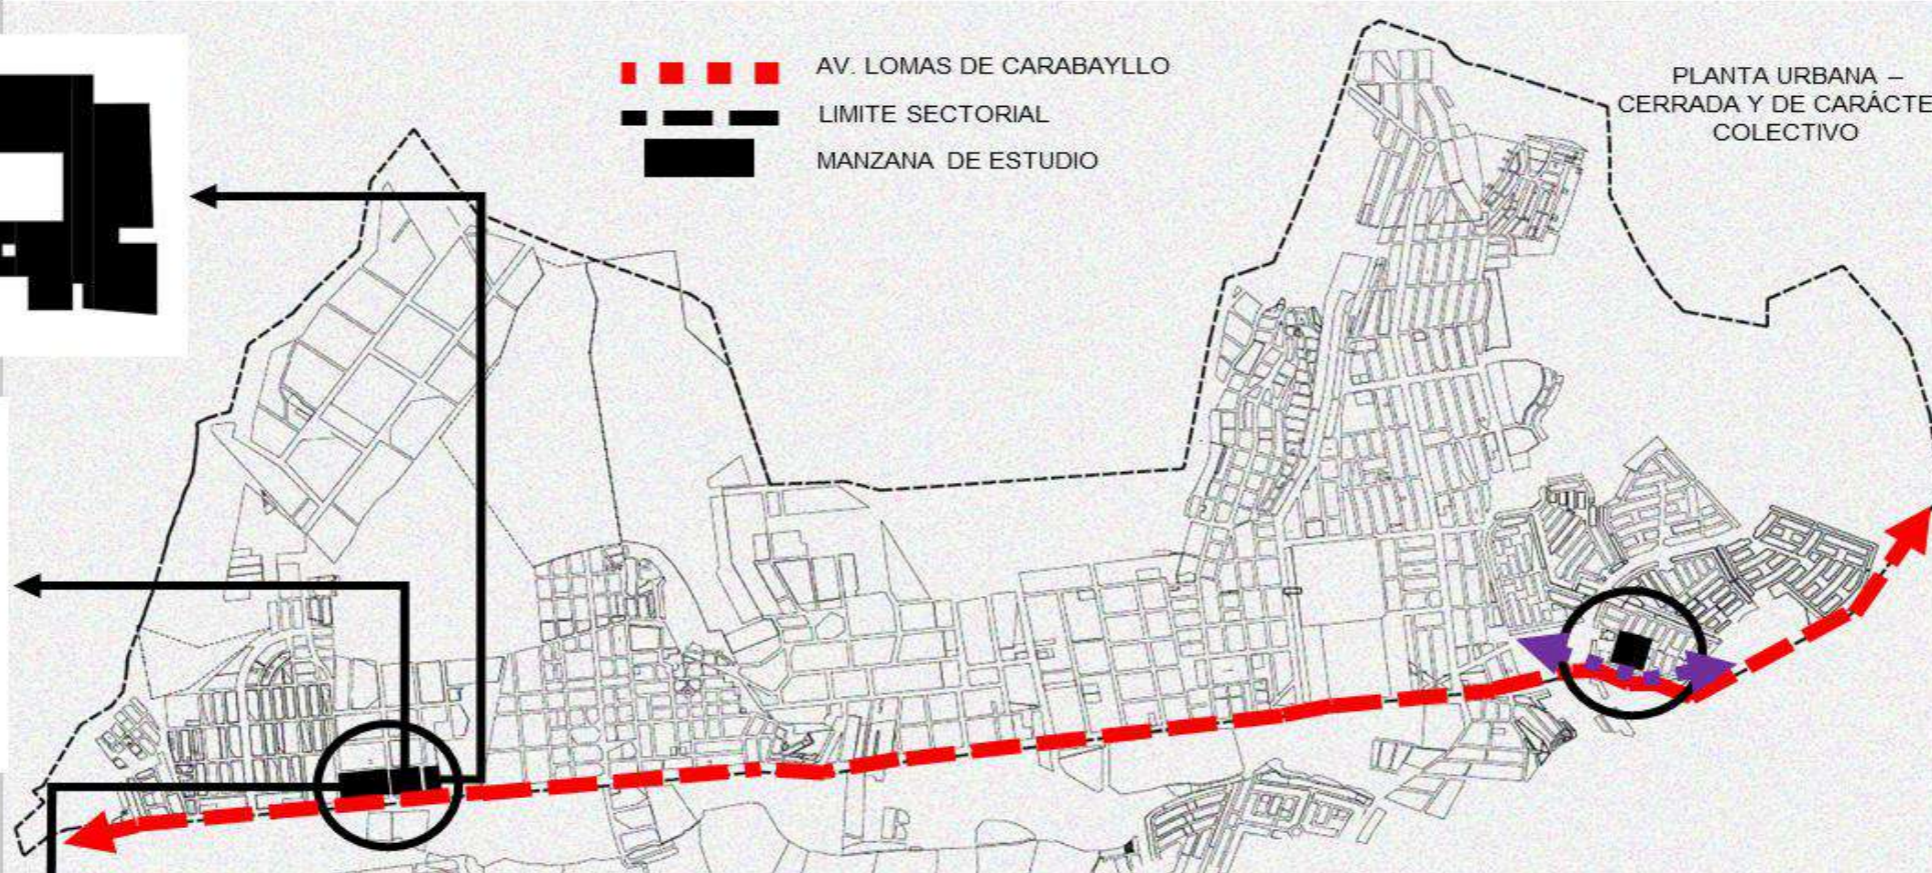 AV. LOMAS DE CARABAYLLO
LIMITE SECTORIAL
MANZANA DE ESTUDIO
PLANTA URBANA –
CERRADA Y DE CARÁCTE
COLECTIVO